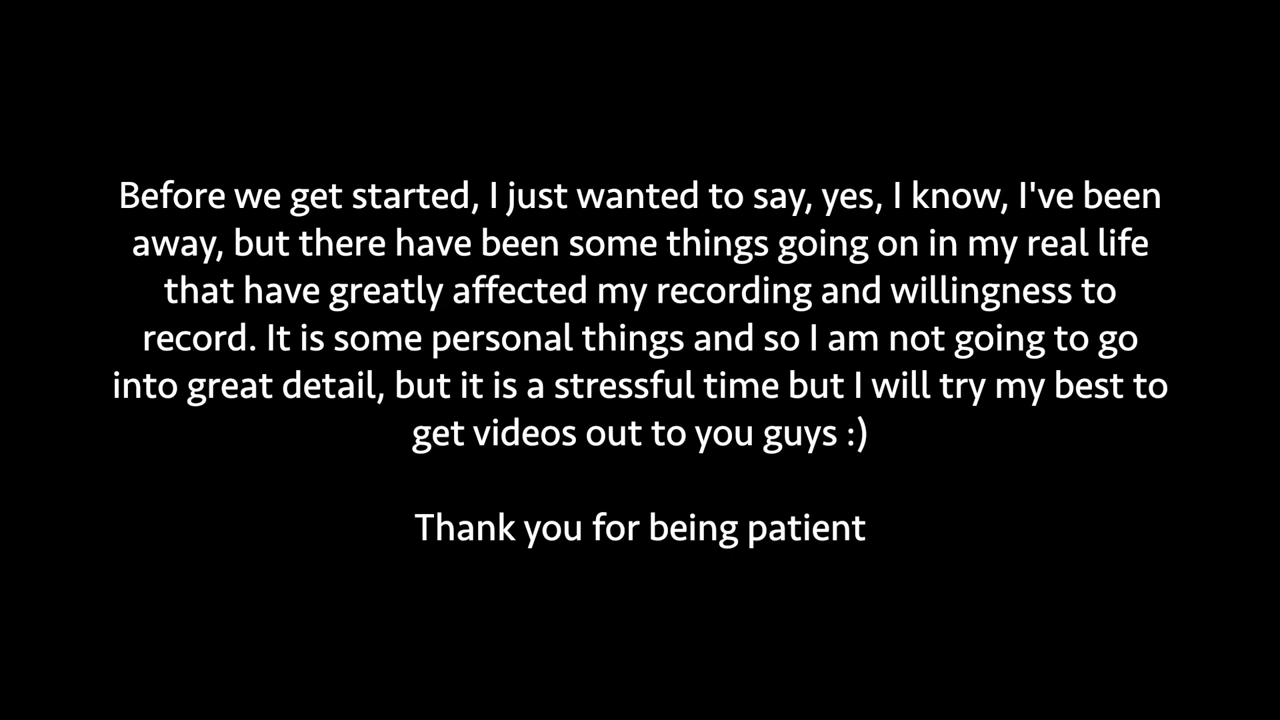 Before we get started, I just wanted to say, yes, I know, I've been
away, but there have been some things going on in my real life
that have greatly affected my recording and willingness to
record. It is some personal things and so I am not going to go
into great detail, but it is a stressful time but I will try my best to
get videos out to you guys :)
Thank you for being patient